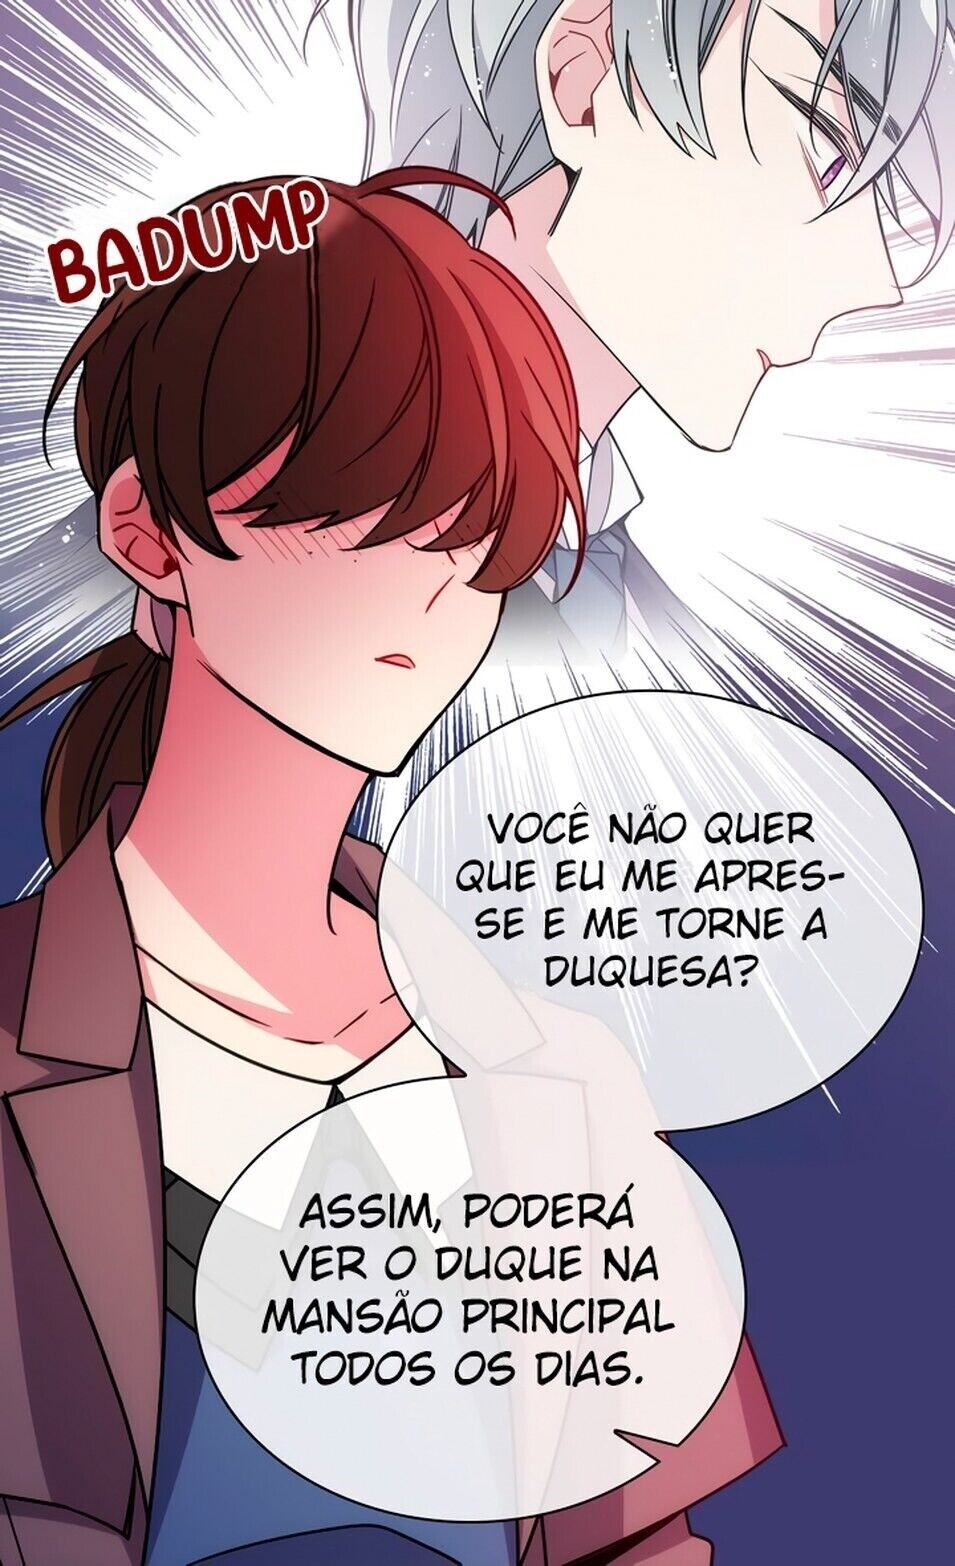 BADUMP
VOCÊ NÃO QUER
QUE EU ME APRES-
SE E ME TORNE A
DUQUESA?
ASSIM, PODERÁ
VER O DUQUE NA
MANSÃO PRINCIPAL
TODOS OS DIAS.